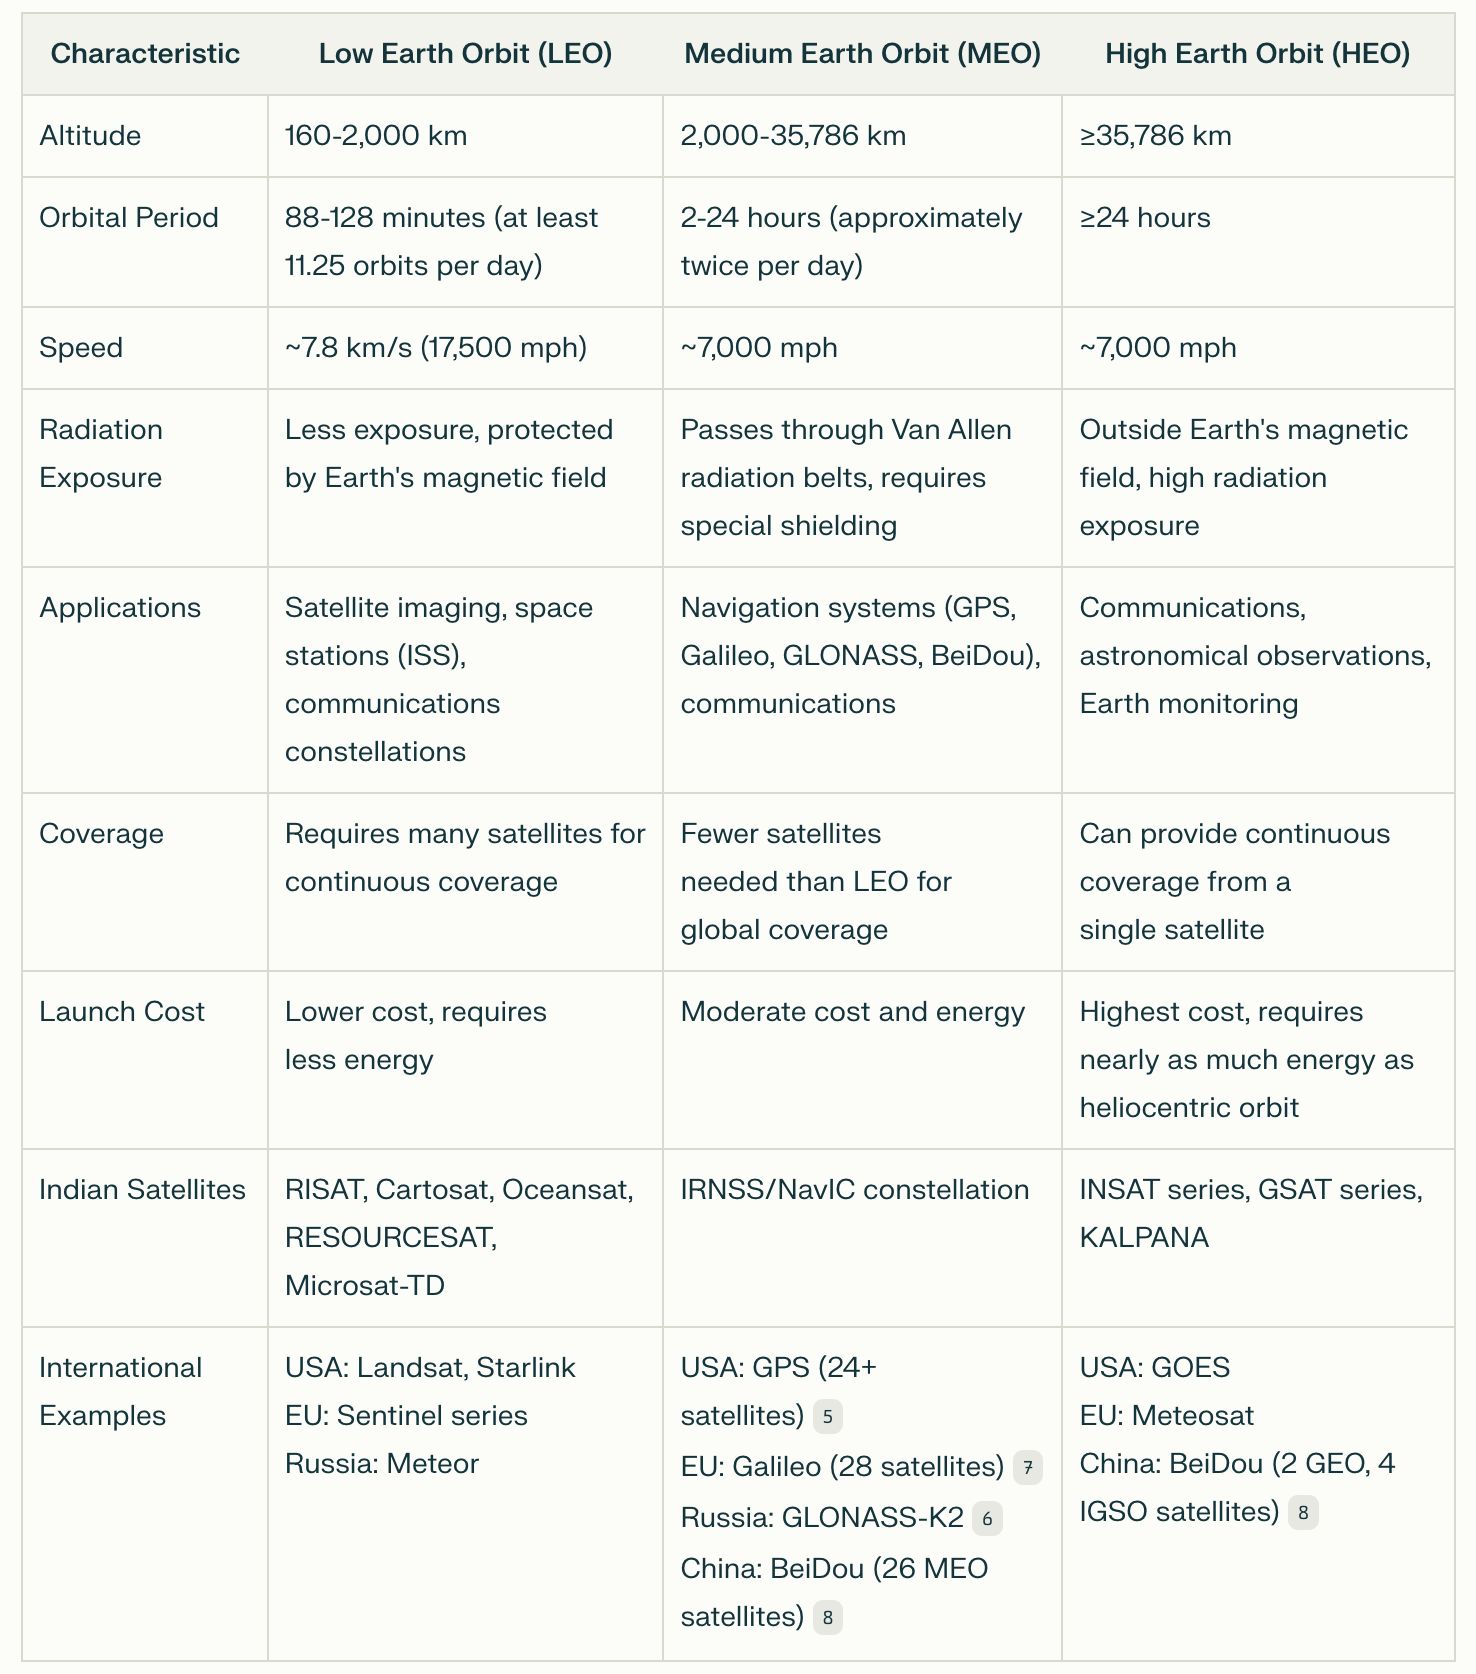 Characteristic
Low Earth Orbit (LEO)
Medium Earth Orbit (MEO)
High Earth Orbit (HEO)
Altitude
160-2,000 km
2,000-35,786 km
≥35,786 km
Orbital Period
88-128 minutes (at least
11.25 orbits per day)
2-24 hours (approximately
twice per day)
≥24 hours
Speed
~7.8 km/s (17,500 mph)
~7,000 mph
~7,000 mph
Radiation
Exposure
Less exposure, protected
by Earth's magnetic field
Passes through Van Allen
radiation belts, requires
special shielding
Outside Earth's magnetic
field, high radiation
exposure
Applications
Satellite imaging, space
stations (ISS),
communications
constellations
Navigation systems (GPS,
Galileo, GLONASS, BeiDou),
communications
Communications,
astronomical observations,
Earth monitoring
Coverage
Requires many satellites for
continuous coverage
Fewer satellites
needed than LEO for
global coverage
Can provide continuous
coverage from a
single satellite
Launch Cost
Lower cost, requires
less energy
Moderate cost and energy
Highest cost, requires
nearly as much energy as
heliocentric orbit
Indian Satellites
RISAT, Cartosat, Oceansat,
RESOURCESAT,
Microsat-TD
IRNSS/NavIC constellation
INSAT series, GSAT series,
KALPANA
International
Examples
USA: Landsat, Starlink
EU: Sentinel series
Russia: Meteor
USA: GPS (24+
satellites) 5
EU: Galileo (28 satellites) 7
Russia: GLONASS-K2 6
China: BeiDou (26 MEO
satellites) 8
USA: GOES
EU: Meteosat
China: BeiDou (2 GEO, 4
IGSO satellites) 8